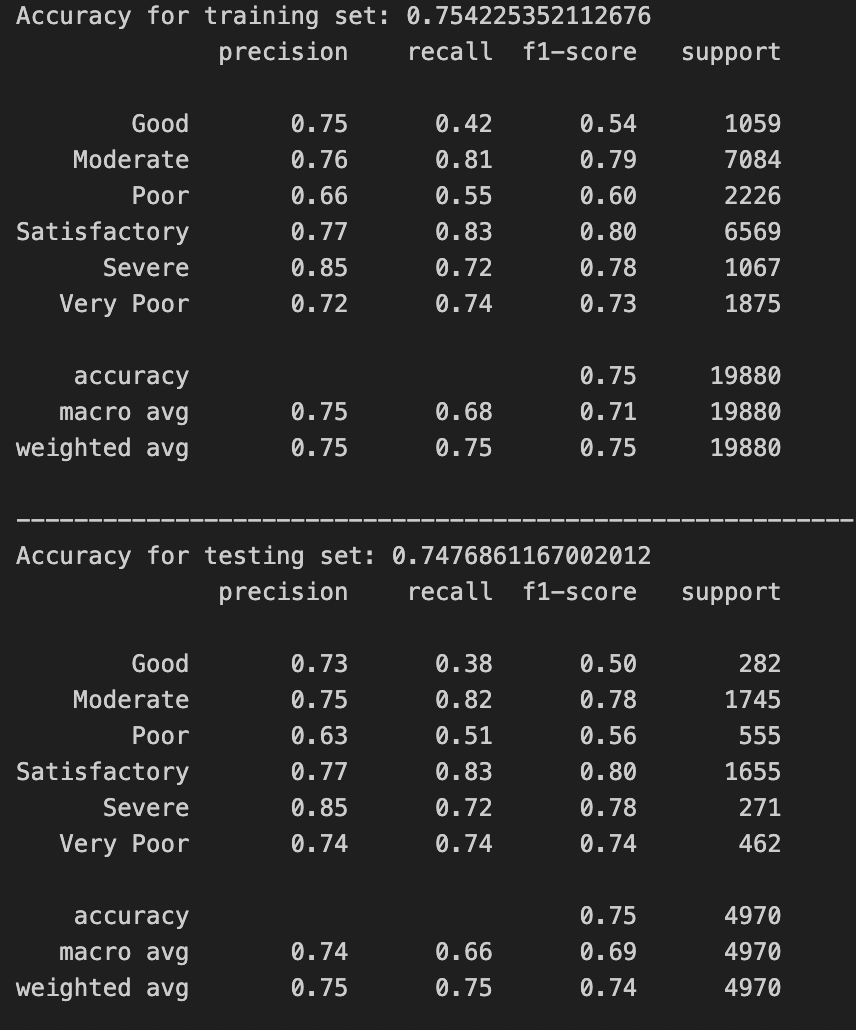 Accuracy for training set: 0.754225352112676
precision recall f1-score support
Good 0.75 0.42 0.54 1059
Moderate 0.76 0.81 0.79 7084
Poor 0.66 0.55 0.60 2226
Satisfactory 0.77 0.83 0.80 6569
Severe 0.85 0.72 0.78 1067
Very Poor 0.72 0.74 0.73 1875
accuracy 0.75 19880
macro avg 0.75 0.68 0.71 19880
weighted avg 0.75 0.75 0.75 19880
----------------------------------------------------------
Accuracy for testing set: 0.7476861167002012
precision recall f1-score support
Good 0.73 0.38 0.50 282
Moderate 0.75 0.82 0.78 1745
Poor 0.63 0.51 0.56 555
Satisfactory 0.77 0.83 0.80 1655
Severe 0.85 0.72 0.78 271
Very Poor 0.74 0.74 0.74 462
accuracy 0.75 4970
macro avg 0.74 0.66 0.69 4970
weighted avg 0.75 0.75 0.74 4970